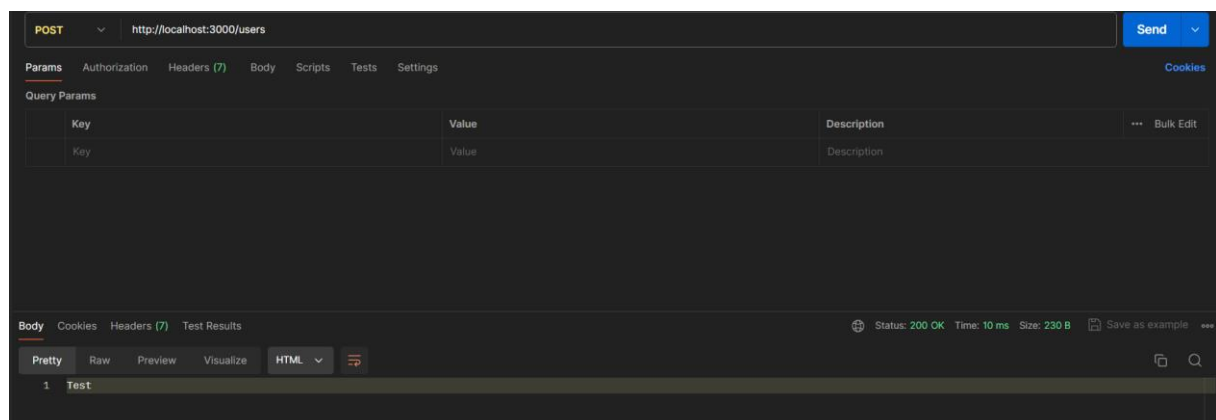 POST http://localhost:3000/users Send
Params Authorization Headers (7) Body Scripts Tests Settings Cookies
Query Params
Key Value Description Bulk Edit
Key Value Description
Body Cookies Headers (7) Test Results Status: 200 OK Time: 10 ms Size: 230 B Save as example
Pretty Raw Preview Visualize HTML
1 Test